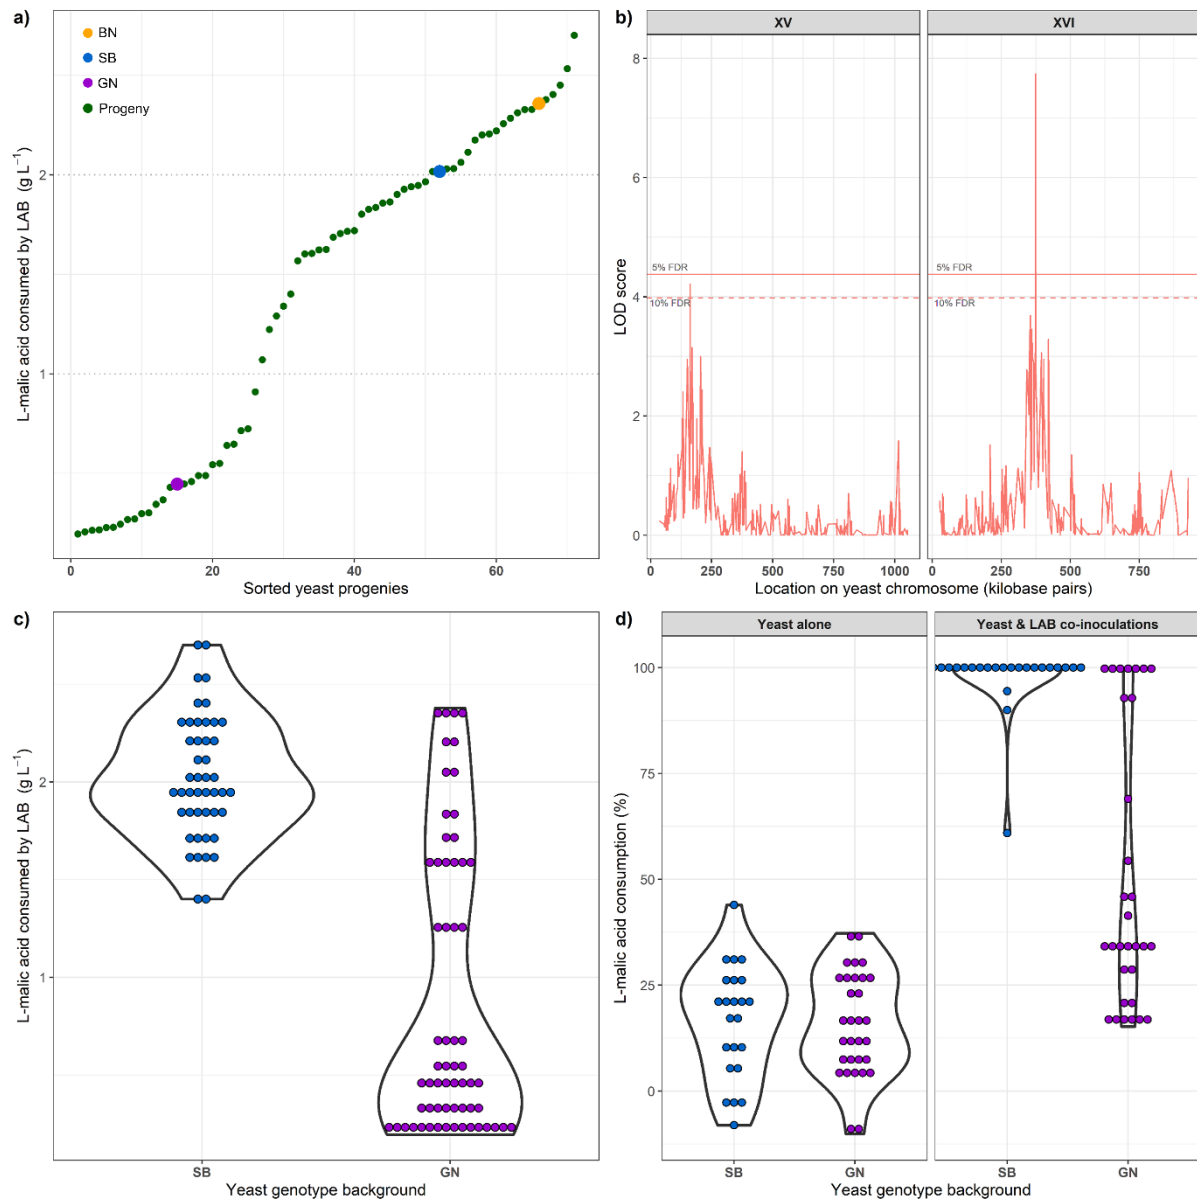 a)
BN
SB
GN
Progeny
2
1
0
20
40
60
L-malic acid consumed by LAB (g L⁻¹)
Sorted yeast progenies
b)
XV
XVI
8
6
4
2
0
5% FDR
5% FDR
10% FDR
10% FDR
LOD score
0
250
500
750
1000
0
250
500
750
Location on yeast chromosome (kilobase pairs)
c)
2
1
L-malic acid consumed by LAB (g L⁻¹)
SB
GN
Yeast genotype background
d)
Yeast alone
Yeast & LAB co-inoculations
100
75
50
25
0
L-malic acid consumption (%)
SB
GN
SB
GN
Yeast genotype background